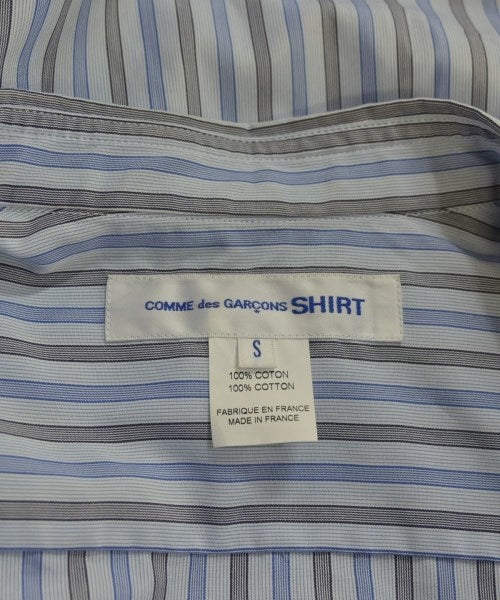 COMME des GARÇONS SHIRT
S
100% COTON
100% COTTON
FABRIQUE EN FRANCE
MADE IN FRANCE